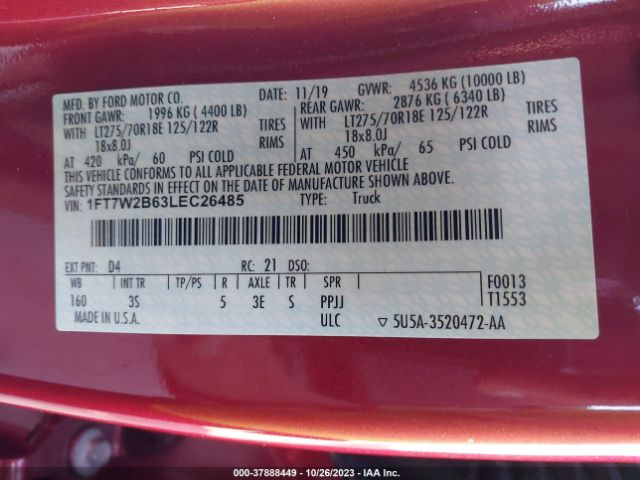 MFD. BY FORD MOTOR CO.
DATE: 11/19 GVWR: 4536 KG (10000 LB)
FRONT GAWR: 1996 KG (4400 LB)
REAR GAWR: 2876 KG (6340 LB)
WITH LT275/70R18E 125/122R TIRES
WITH LT275/70R18E 125/122R TIRES
18x8.0J RIMS
18x8.0J RIMS
AT 420 kPa/ 60 PSI COLD
AT 450 kPa/ 65 PSI COLD
THIS VEHICLE CONFORMS TO ALL APPLICABLE FEDERAL MOTOR VEHICLE
SAFETY STANDARDS IN EFFECT ON THE DATE OF MANUFACTURE SHOWN ABOVE.
VIN: 1FT7W2B63LEC26485 TYPE: Truck
EXT PNT: D4 RC: 21 DSO:
WB INT TR TP/PS R AXLE TR SPR F0013
160 3S 5 3E S PPJJ T1553
MADE IN U.S.A. ULC ▽ 5U5A-3520472-AA
000-37888449 | 10/26/2023 | IAA Inc.